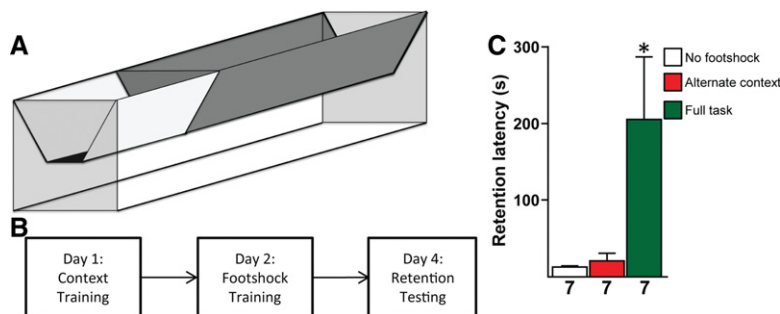 A
B
Day 1:
Context
Training
Day 2:
Footshock
Training
Day 4:
Retention
Testing
C
Retention latency (s)
300
200
100
*
No footshock
Alternate context
Full task
7 7 7